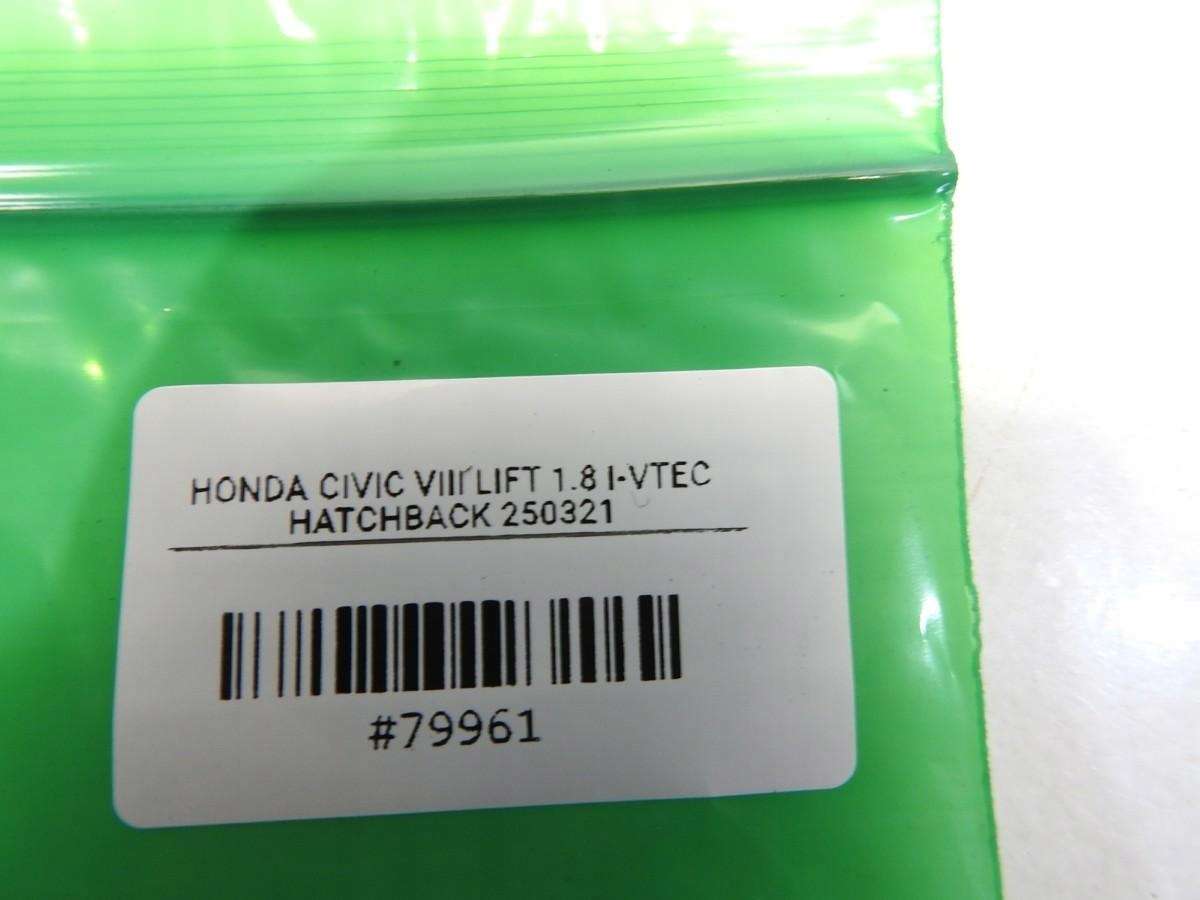 HONDA CIVIC VIII LIFT 1.8 I-VTEC
HATCHBACK 250321
#79961